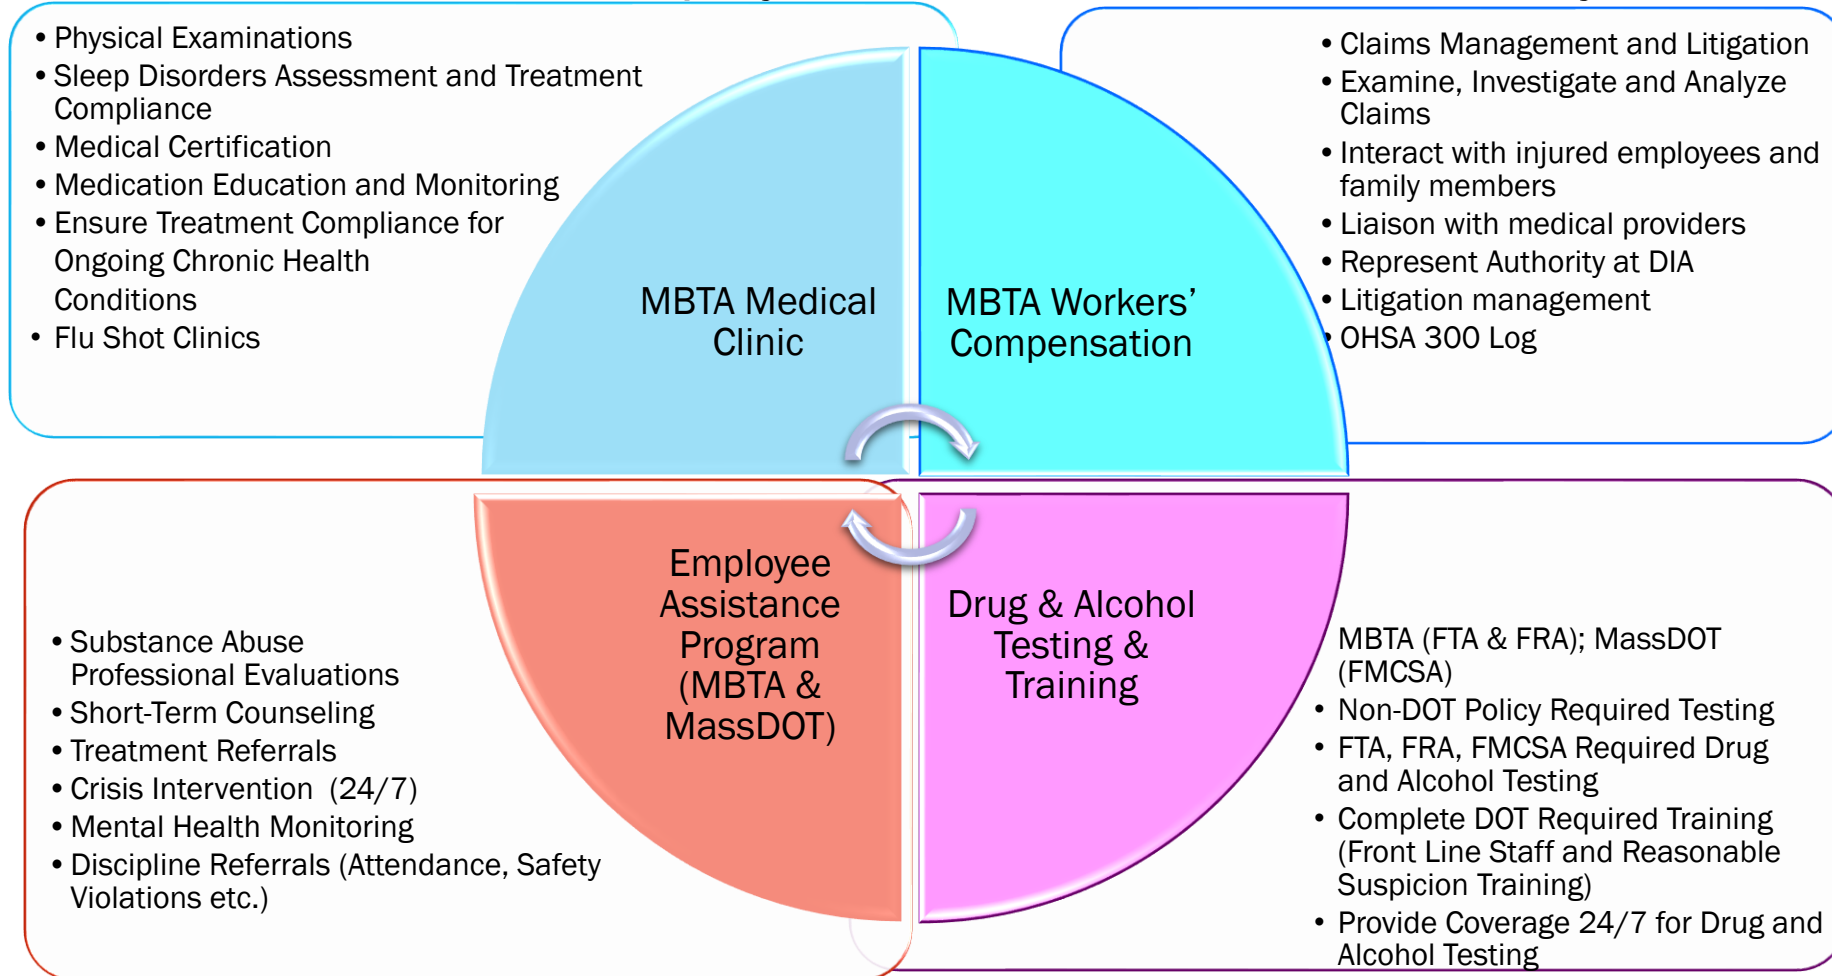 • Physical Examinations
• Sleep Disorders Assessment and Treatment
Compliance
• Medical Certification
• Medication Education and Monitoring
• Ensure Treatment Compliance for
Ongoing Chronic Health
Conditions
• Flu Shot Clinics
MBTA Medical
Clinic
MBTA Workers’
Compensation
• Claims Management and Litigation
• Examine, Investigate and Analyze
Claims
• Interact with injured employees and
family members
• Liaison with medical providers
• Represent Authority at DIA
• Litigation management
• OHSA 300 Log
• Substance Abuse
Professional Evaluations
• Short-Term Counseling
• Treatment Referrals
• Crisis Intervention (24/7)
• Mental Health Monitoring
• Discipline Referrals (Attendance, Safety
Violations etc.)
Employee
Assistance
Program
(MBTA &
MassDOT)
Drug & Alcohol
Testing &
Training
MBTA (FTA & FRA); MassDOT
(FMCSA)
• Non-DOT Policy Required Testing
• FTA, FRA, FMCSA Required Drug
and Alcohol Testing
• Complete DOT Required Training
(Front Line Staff and Reasonable
Suspicion Training)
• Provide Coverage 24/7 for Drug and
Alcohol Testing